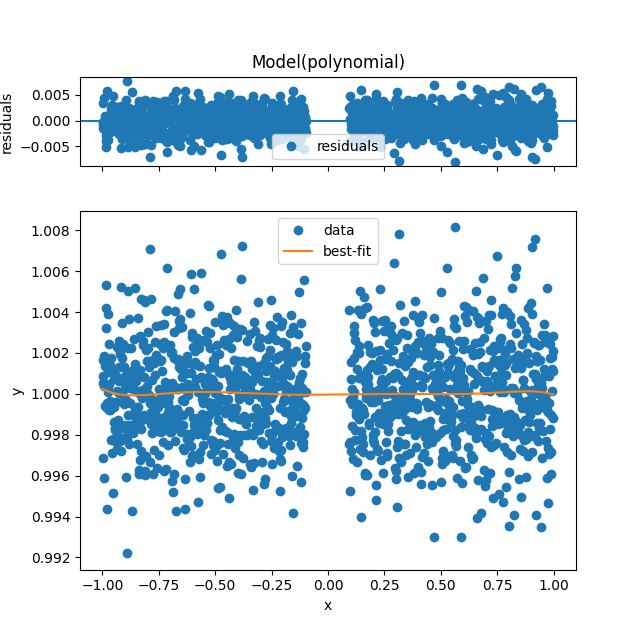 Model(polynomial)
residuals
0.005
0.000
−0.005
residuals
y
1.008
1.006
1.004
1.002
1.000
0.998
0.996
0.994
0.992
data
best-fit
−1.00 −0.75 −0.50 −0.25 0.00 0.25 0.50 0.75 1.00
x